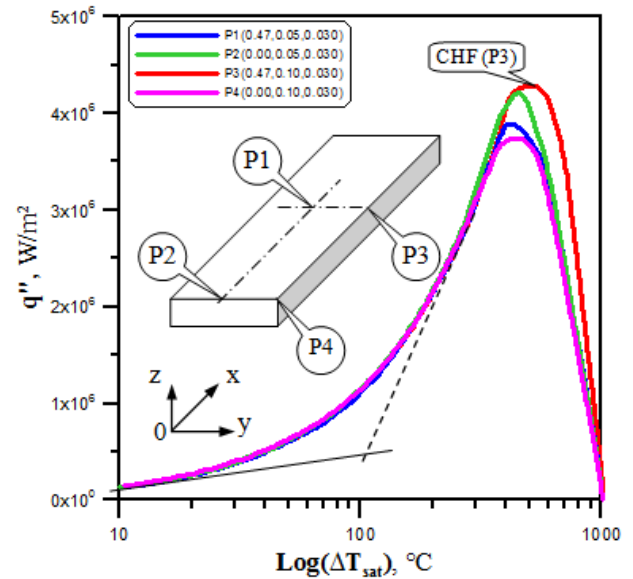 5x10⁶
4x10⁶
3x10⁶
2x10⁶
1x10⁶
0x10⁰
q'', W/m²
P1(0.47,0.05,0.030)
P2(0.00,0.05,0.030)
P3(0.47,0.10,0.030)
P4(0.00,0.10,0.030)
CHF (P3)
P1
P2
P3
P4
z
x
0
y
10
100
1000
Log(ΔT_sat), °C